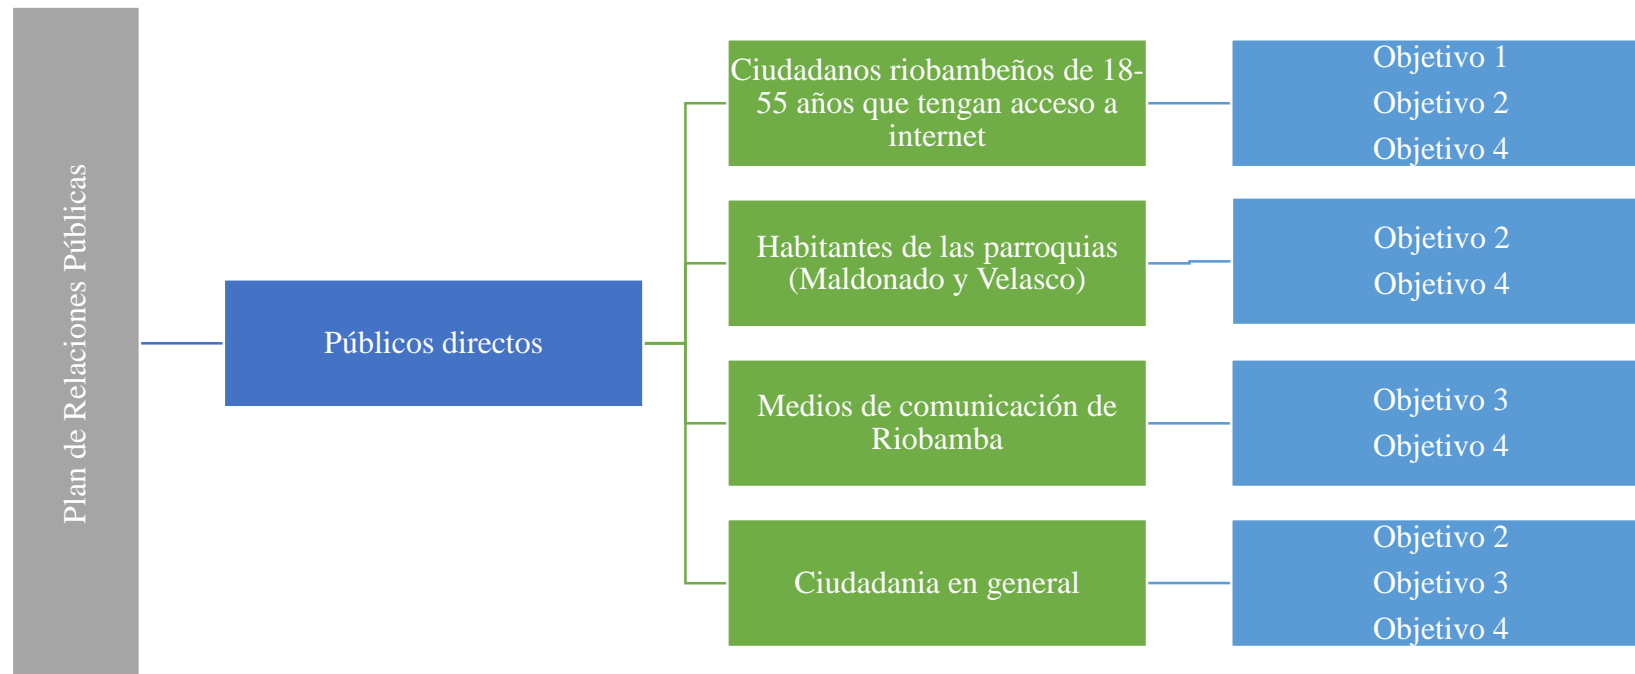 Plan de Relaciones Públicas
Públicos directos
Ciudadanos riobambeños de 18-
55 años que tengan acceso a
internet
Objetivo 1
Objetivo 2
Objetivo 4
Habitantes de las parroquias
(Maldonado y Velasco)
Objetivo 2
Objetivo 4
Medios de comunicación de
Riobamba
Objetivo 3
Objetivo 4
Ciudadania en general
Objetivo 2
Objetivo 3
Objetivo 4